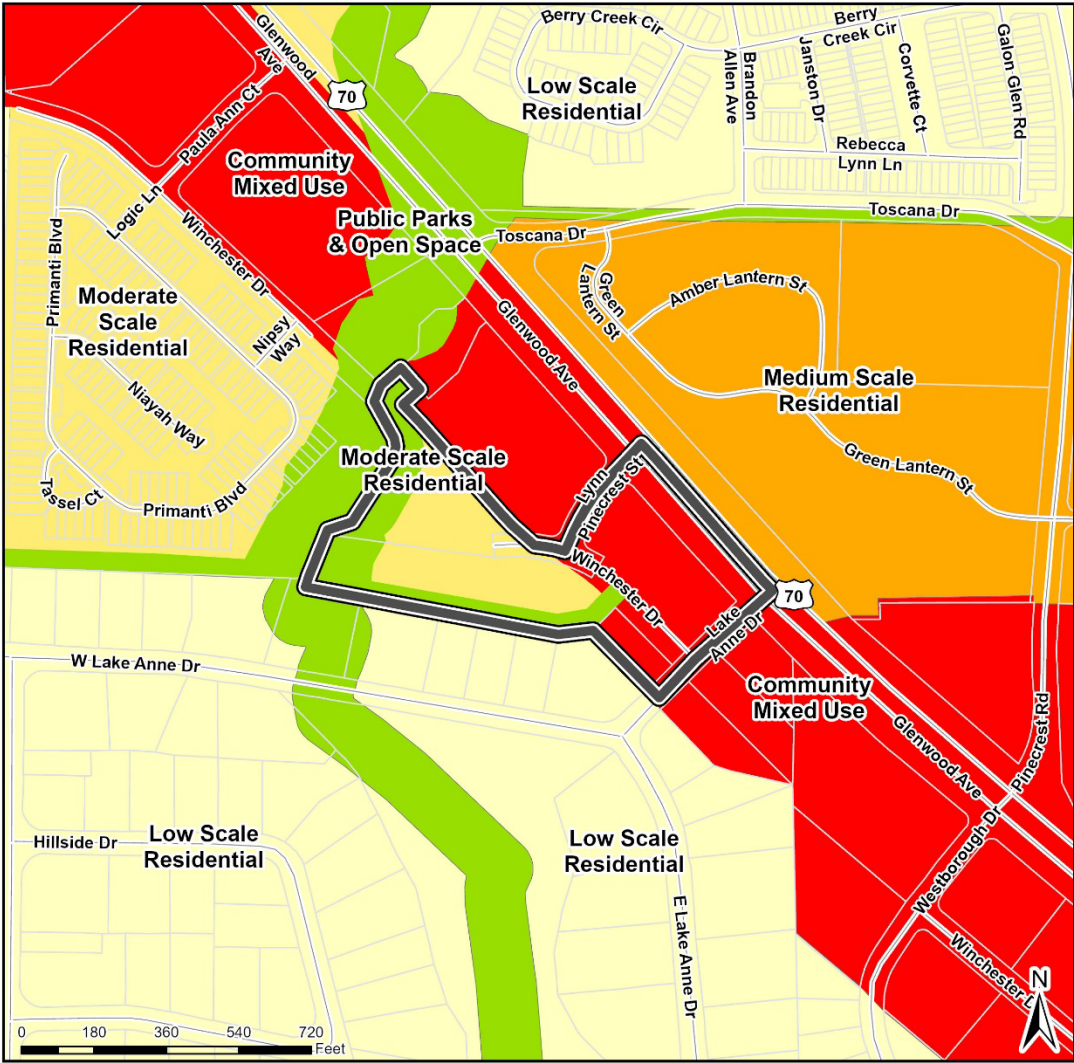 Berry Creek Cir
Berry
Creek Cir
Glenwood
Ave
70
Paula Ann Ct
Low Scale
Residential
Brandon
Allen Ave
Janston Dr
Corvette Ct
Galon Glen Rd
Rebecca
Lynn Ln
Community
Mixed Use
Logic Ln
Winchester Dr
Public Parks
& Open Space
Toscana Dr
Toscana Dr
Primanti Blvd
Moderate
Scale
Residential
Nipsy
Way
Green
Lantern St
Amber Lantern St
Glenwood Ave
Niayah Way
Medium Scale
Residential
Tassel Ct
Primanti Blvd
Moderate Scale
Residential
Lynn
Pinecrest St
Green Lantern St
Winchester Dr
Lake
Anne Dr
70
W Lake Anne Dr
Community
Mixed Use
Glenwood Ave
Pinecrest Rd
Hillside Dr
Low Scale
Residential
Low Scale
Residential
Westborough Dr
E Lake Anne Dr
Winchester D
N
0 180 360 540 720
Feet